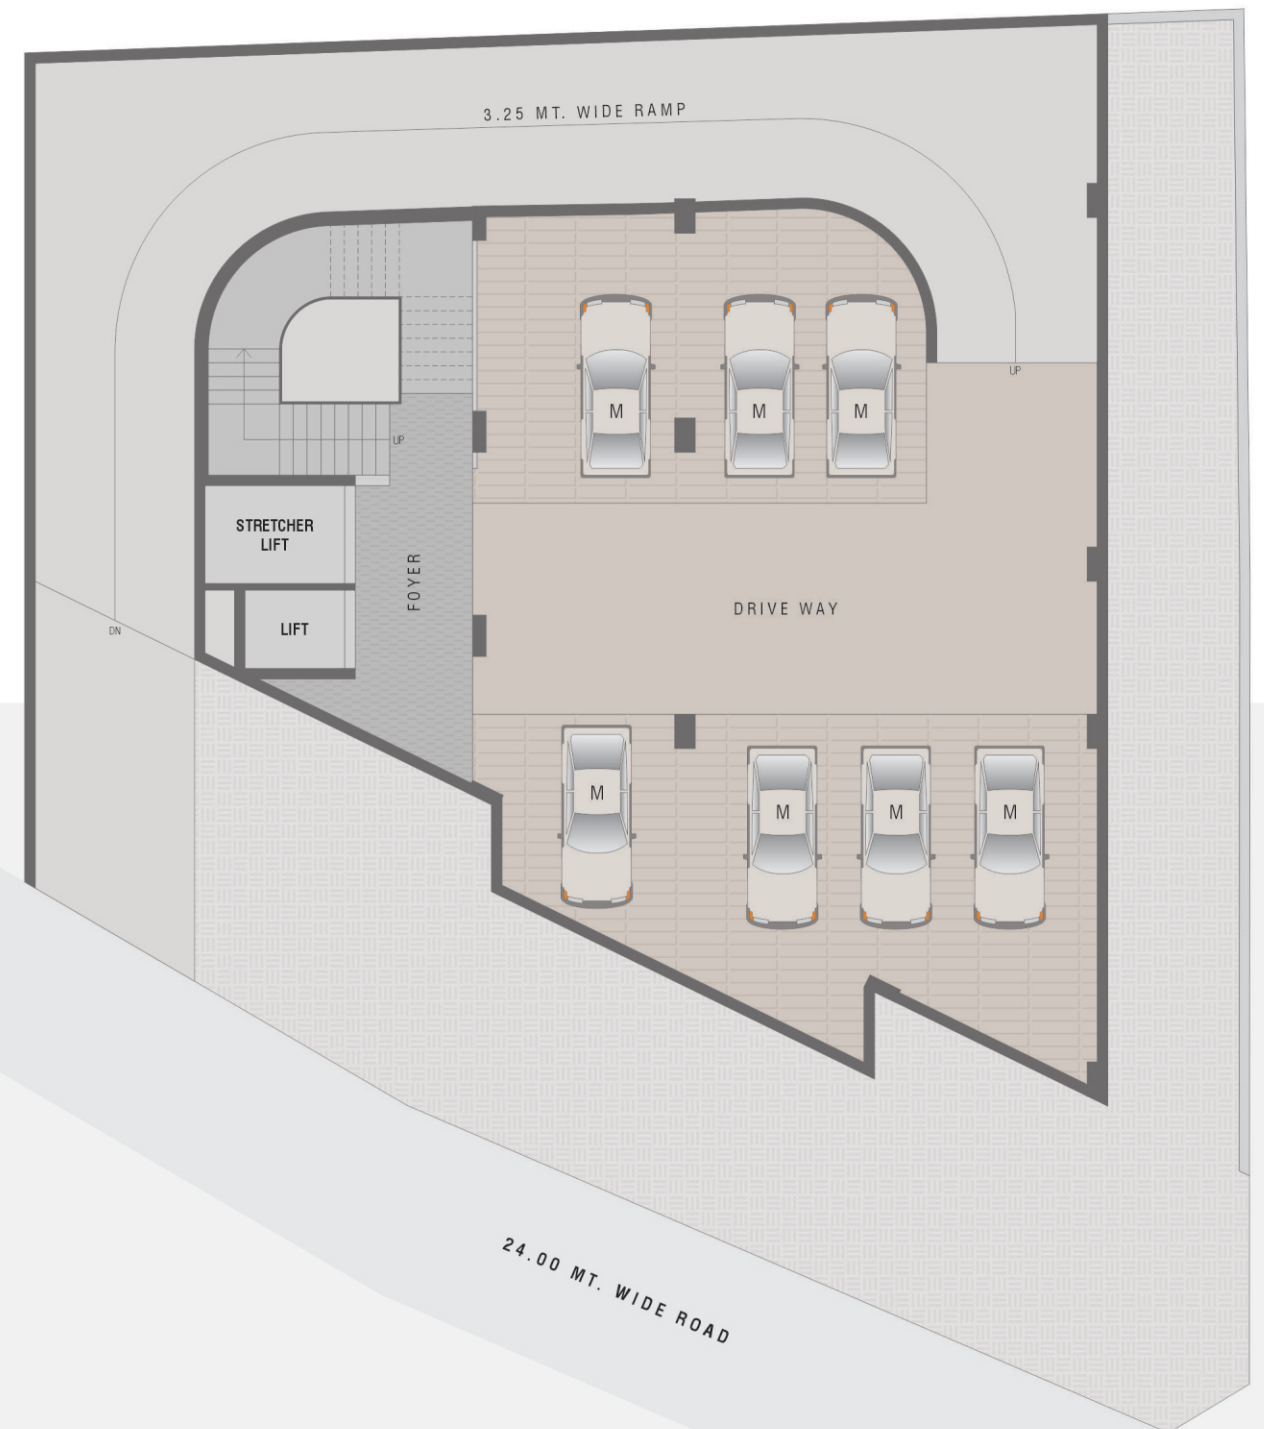 3.25 MT. WIDE RAMP
UP
M
M
M
UP
STRETCHER
LIFT
FOYER
DRIVE WAY
LIFT
DN
M
M
M
M
24.00 MT. WIDE ROAD